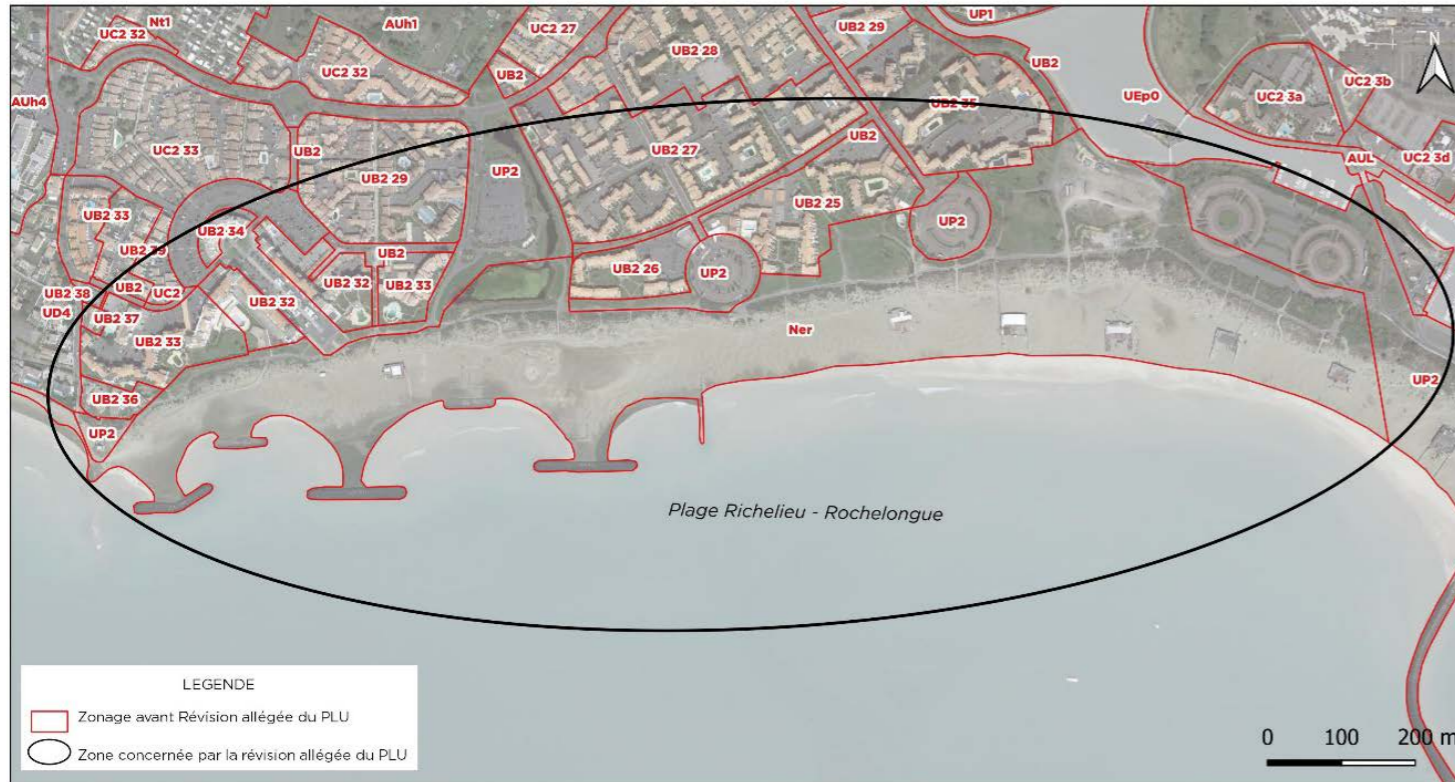 Nt1
AUh1
UC2 27
UB2 29
UP1
UC2 32
UC2 32
UB2 28
UB2
N
UB2
UC2 3b
AUh4
UEp0
UC2 3a
UB2 35
UC2 33
UB2
UB2
UB2 27
AUL
UC2 3d
UB2 29
UP2
UB2 33
UB2 25
UB2 34
UP2
UB2 39
UB2
UB2 26
UP2
UB2 32
UB2 33
UB2
UC2
UB2 38
UB2 32
UD4
UB2 37
Ner
UB2 33
UP2
UB2 36
UP2
Plage Richelieu - Rochelongue
LEGENDE
Zonage avant Révision allégée du PLU
Zone concernée par la révision allégée du PLU
0 100 200 m